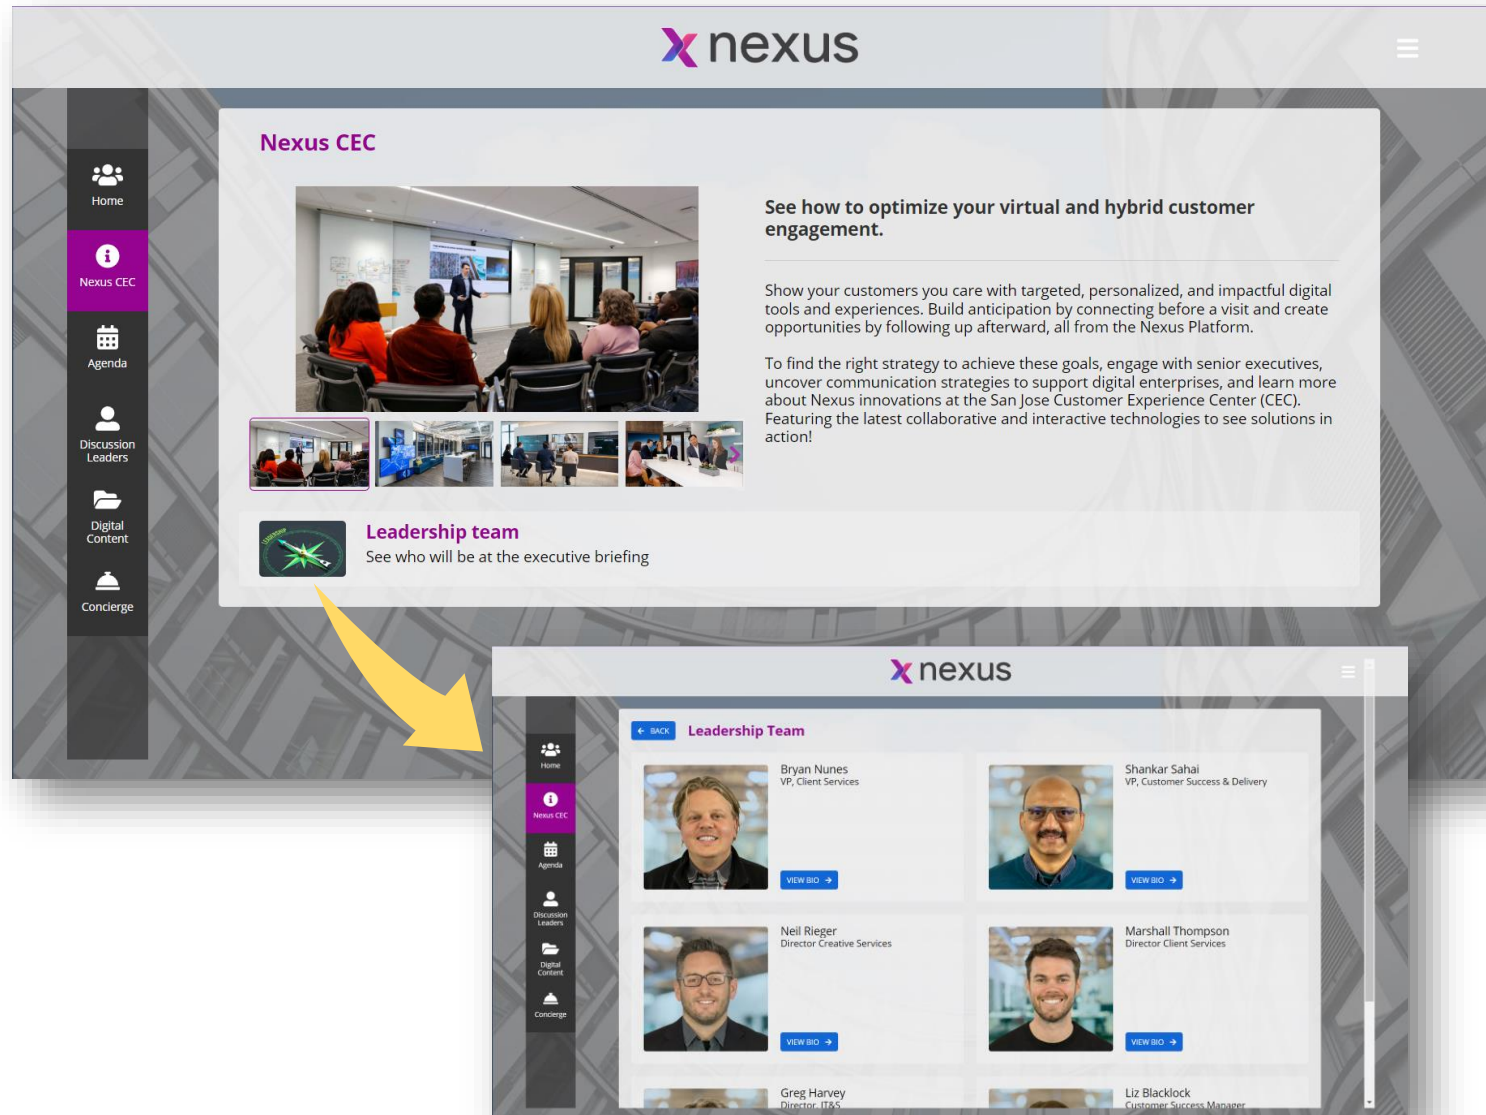 nexus
Home
Nexus CEC
Agenda
Discussion
Leaders
Digital
Content
Concierge
Nexus CEC
See how to optimize your virtual and hybrid customer
engagement.
Show your customers you care with targeted, personalized, and impactful digital
tools and experiences. Build anticipation by connecting before a visit and create
opportunities by following up afterward, all from the Nexus Platform.
To find the right strategy to achieve these goals, engage with senior executives,
uncover communication strategies to support digital enterprises, and learn more
about Nexus innovations at the San Jose Customer Experience Center (CEC).
Featuring the latest collaborative and interactive technologies to see solutions in
action!
LEADERSHIP
Leadership team
See who will be at the executive briefing
nexus
Home
Nexus CEC
Agenda
Discussion
Leaders
Digital
Content
Concierge
BACK
Leadership Team
Bryan Nunes
VP, Client Services
VIEW BIO
Shankar Sahai
VP, Customer Success & Delivery
VIEW BIO
Neil Rieger
Director Creative Services
VIEW BIO
Marshall Thompson
Director Client Services
VIEW BIO
Greg Harvey
Director, IT&S
Liz Blacklock
Customer Success Manager